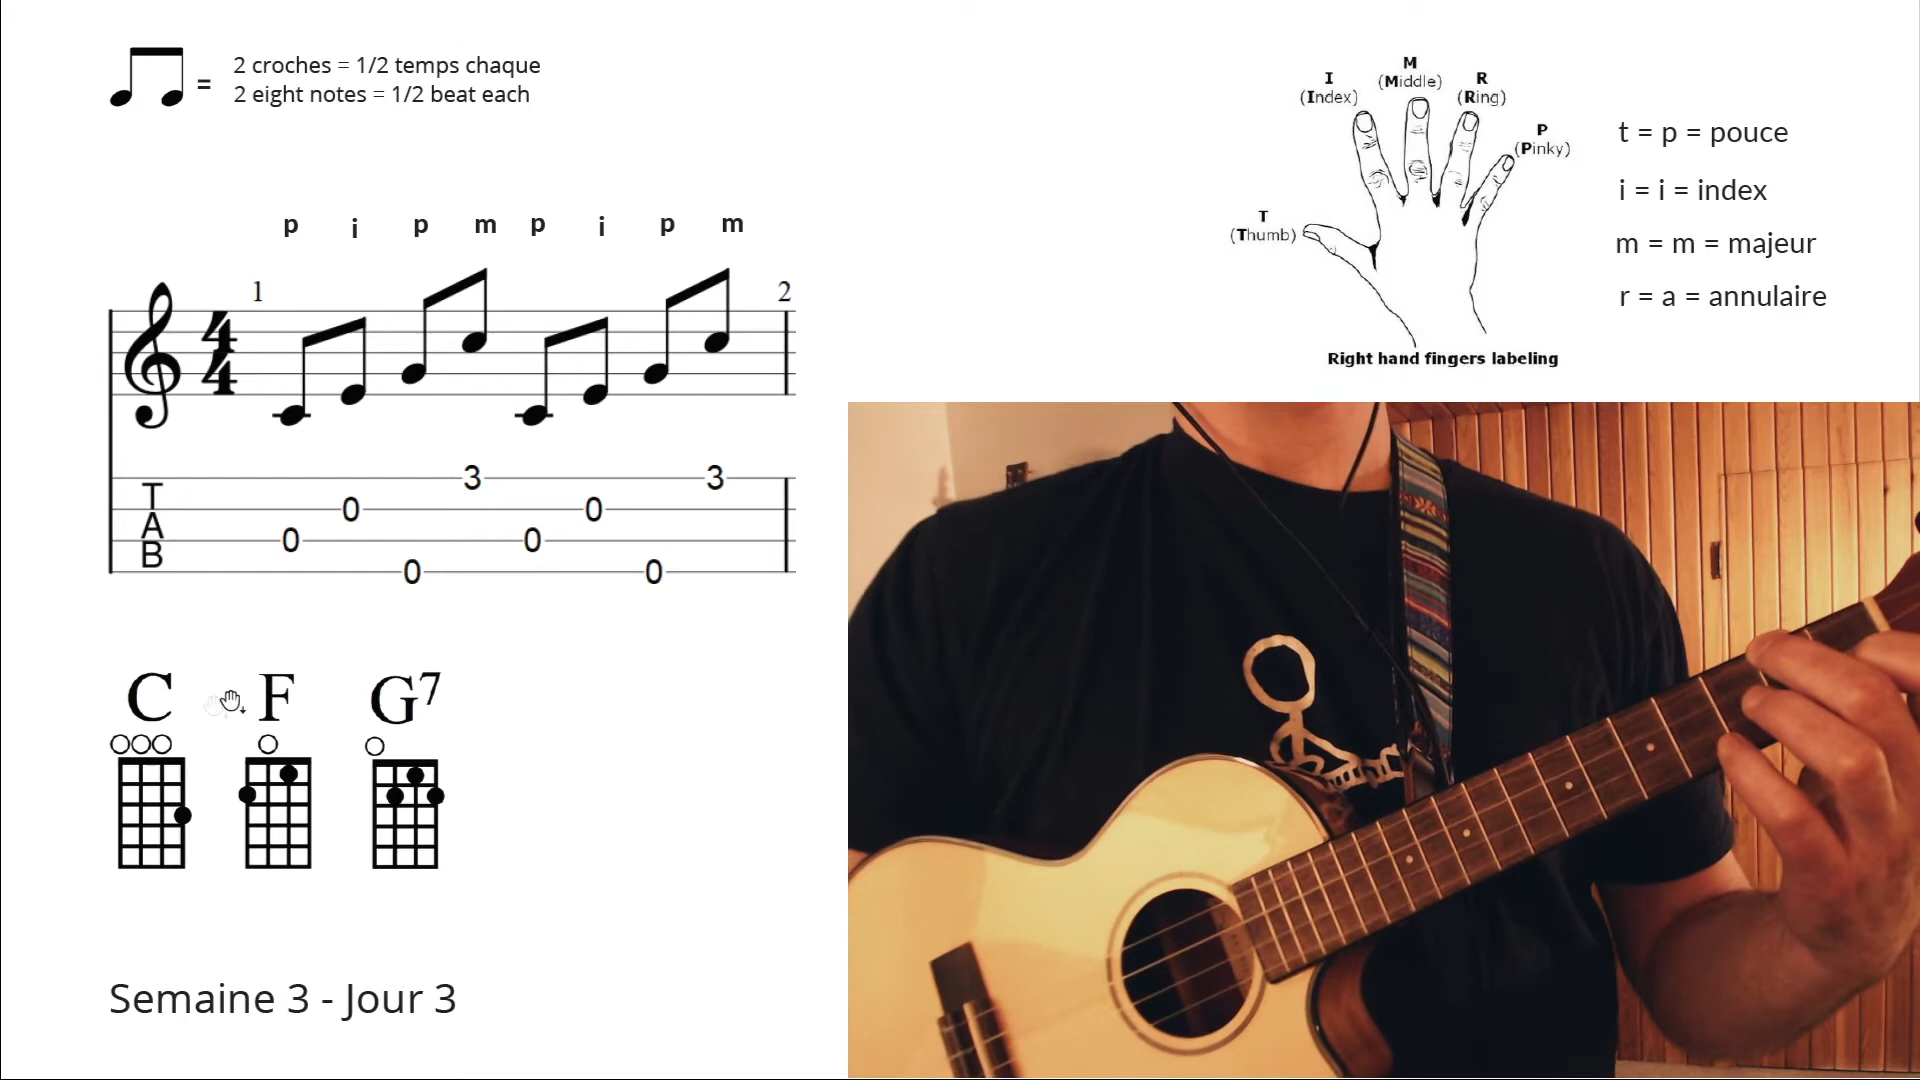 = 2 croches = 1/2 temps chaque
2 eight notes = 1/2 beat each
p i p m p i p m
1 2
4
4
3 3
T 0 0
A 0 0
B 0 0
C F G7
Semaine 3 - Jour 3
M
(Middle)
I R
(Index) (Ring)
P
(Pinky)
T
(Thumb)
Right hand fingers labeling
t = p = pouce
i = i = index
m = m = majeur
r = a = annulaire